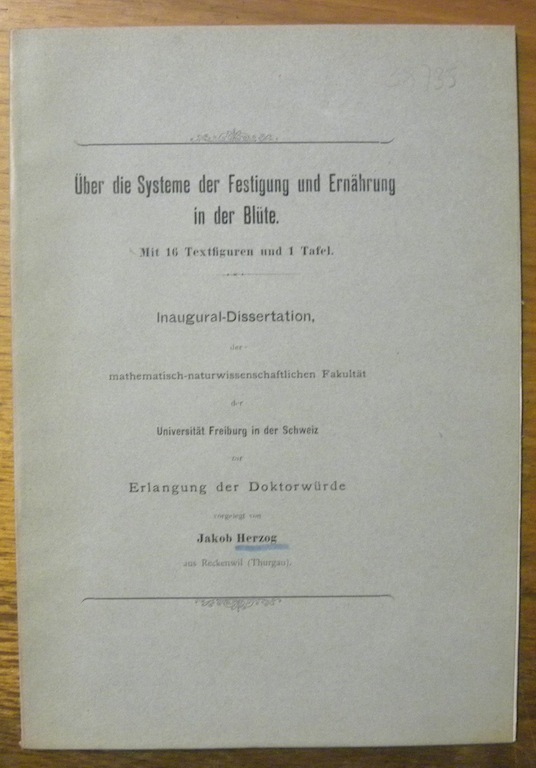 Über die Systeme der Festigung und Ernährung
in der Blüte.
Mit 16 Textfiguren und 1 Tafel.
Inaugural-Dissertation,
der
mathematisch-naturwissenschaftlichen Fakultät
der
Universität Freiburg in der Schweiz
zur
Erlangung der Doktorwürde
vorgelegt von
Jakob Herzog
aus Reckenwil (Thurgau).